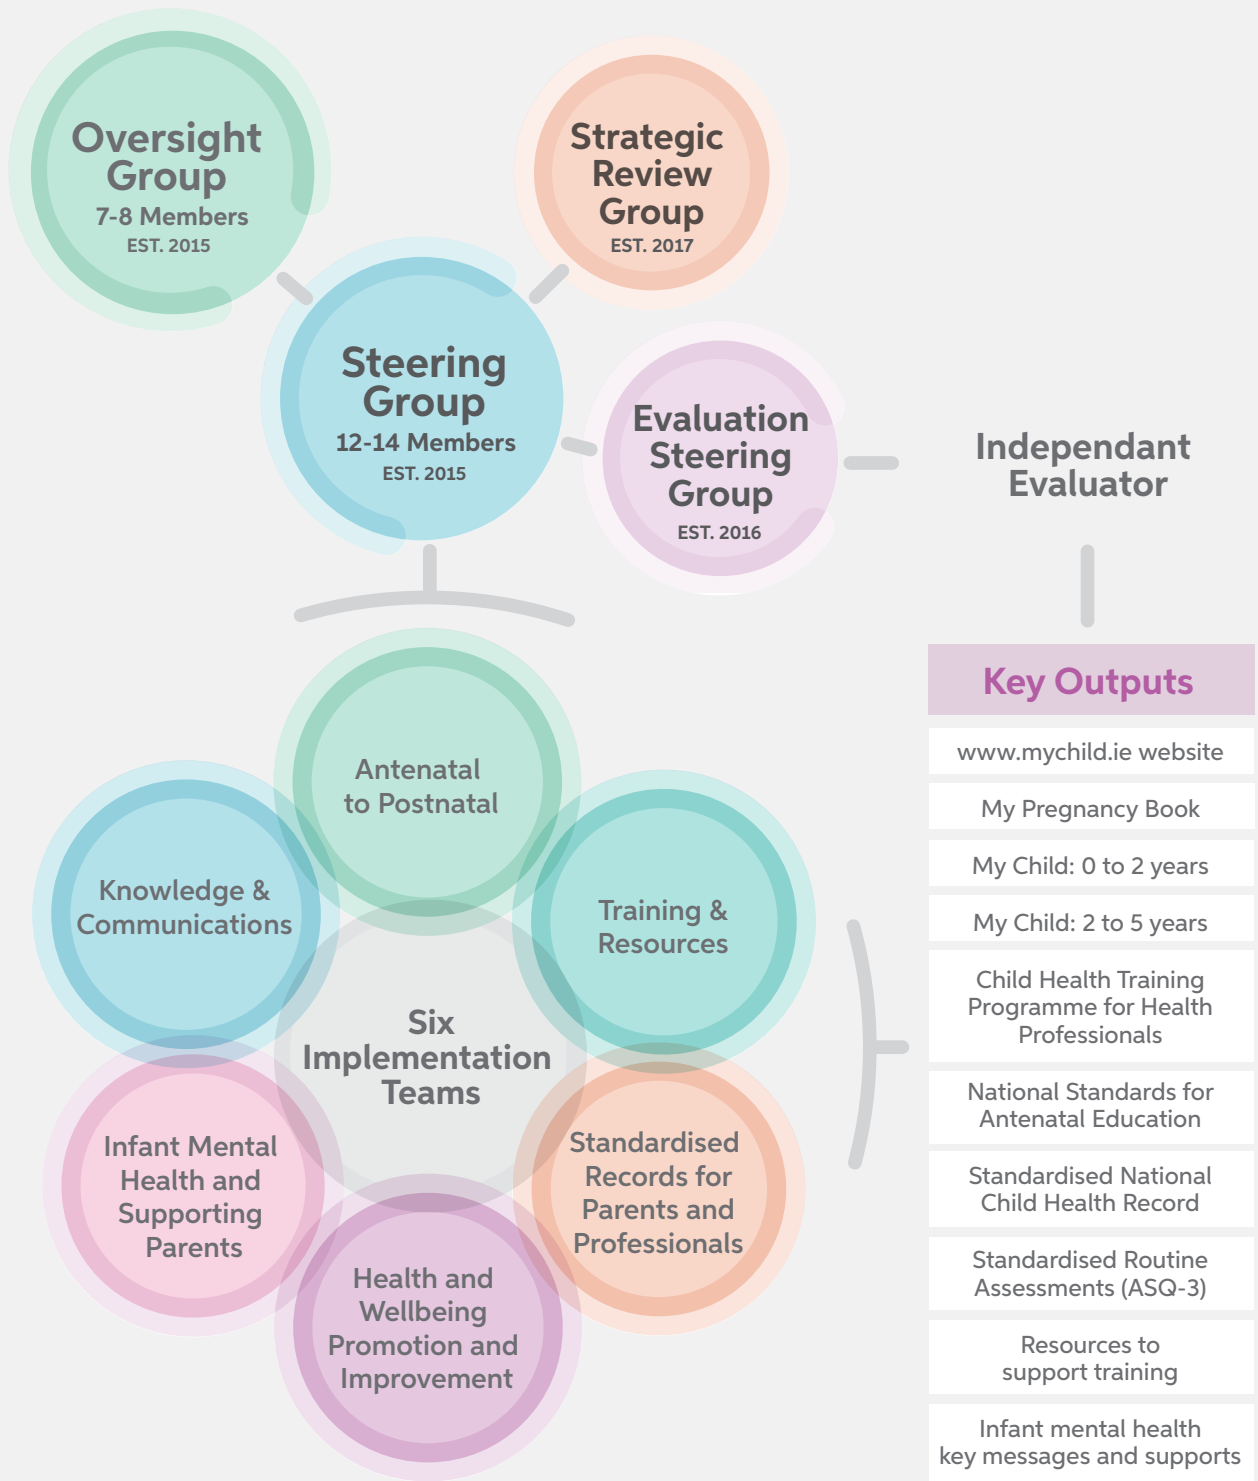 Oversight
Group
7-8 Members
EST. 2015
Strategic
Review
Group
EST. 2017
Steering
Group
12-14 Members
EST. 2015
Evaluation
Steering
Group
EST. 2016
Independant
Evaluator
Antenatal
to Postnatal
Knowledge &
Communications
Training &
Resources
Six
Implementation
Teams
Infant Mental
Health and
Supporting
Parents
Standardised
Records for
Parents and
Professionals
Health and
Wellbeing
Promotion and
Improvement
Key Outputs
www.mychild.ie website
My Pregnancy Book
My Child: 0 to 2 years
My Child: 2 to 5 years
Child Health Training
Programme for Health
Professionals
National Standards for
Antenatal Education
Standardised National
Child Health Record
Standardised Routine
Assessments (ASQ-3)
Resources to
support training
Infant mental health
key messages and supports